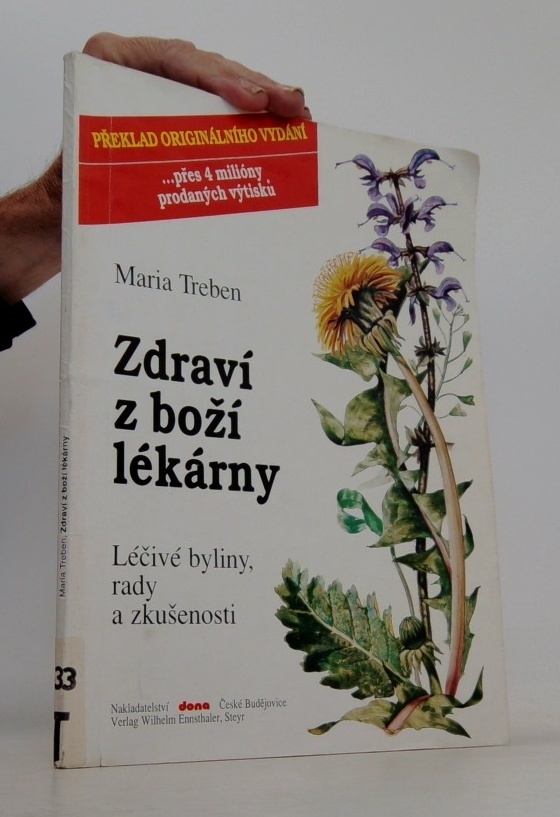 PŘEKLAD ORIGINÁLNÍHO VYDÁNÍ
...přes 4 milióny
prodaných výtisků
Maria Treben
Zdraví
z boží
lékárny
Léčivé byliny,
rady
a zkušenosti
Nakladatelství dona České Budějovice
Verlag Wilhelm Ennsthaler, Steyr
Maria Treben, Zdraví z boží lékárny
33
T